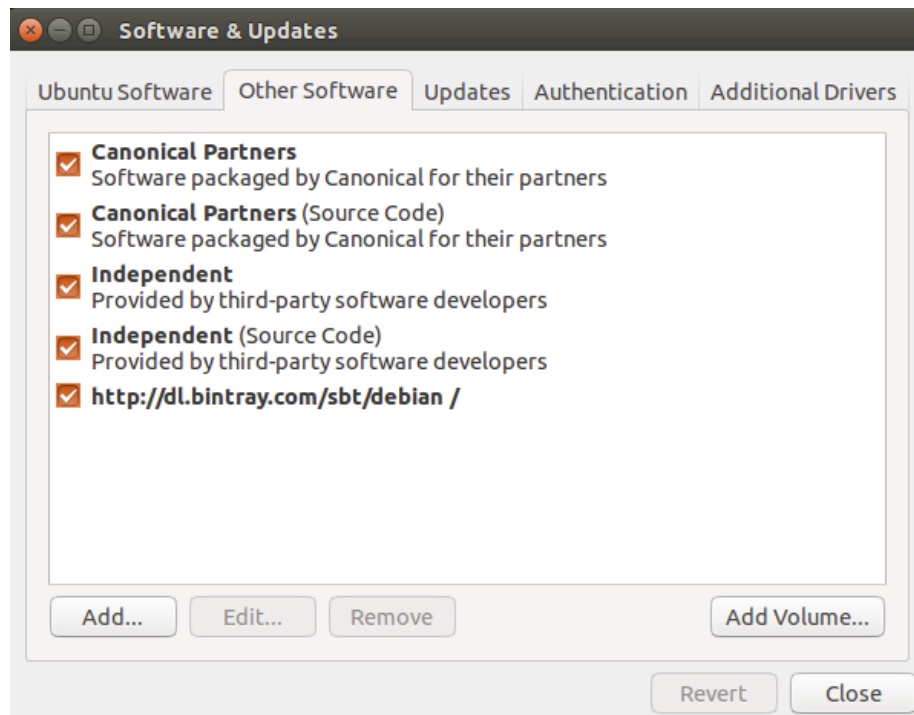 Software & Updates
Ubuntu Software Other Software Updates Authentication Additional Drivers
Canonical Partners
Software packaged by Canonical for their partners
Canonical Partners (Source Code)
Software packaged by Canonical for their partners
Independent
Provided by third-party software developers
Independent (Source Code)
Provided by third-party software developers
http://dl.bintray.com/sbt/debian /
Add... Edit... Remove Add Volume...
Revert Close